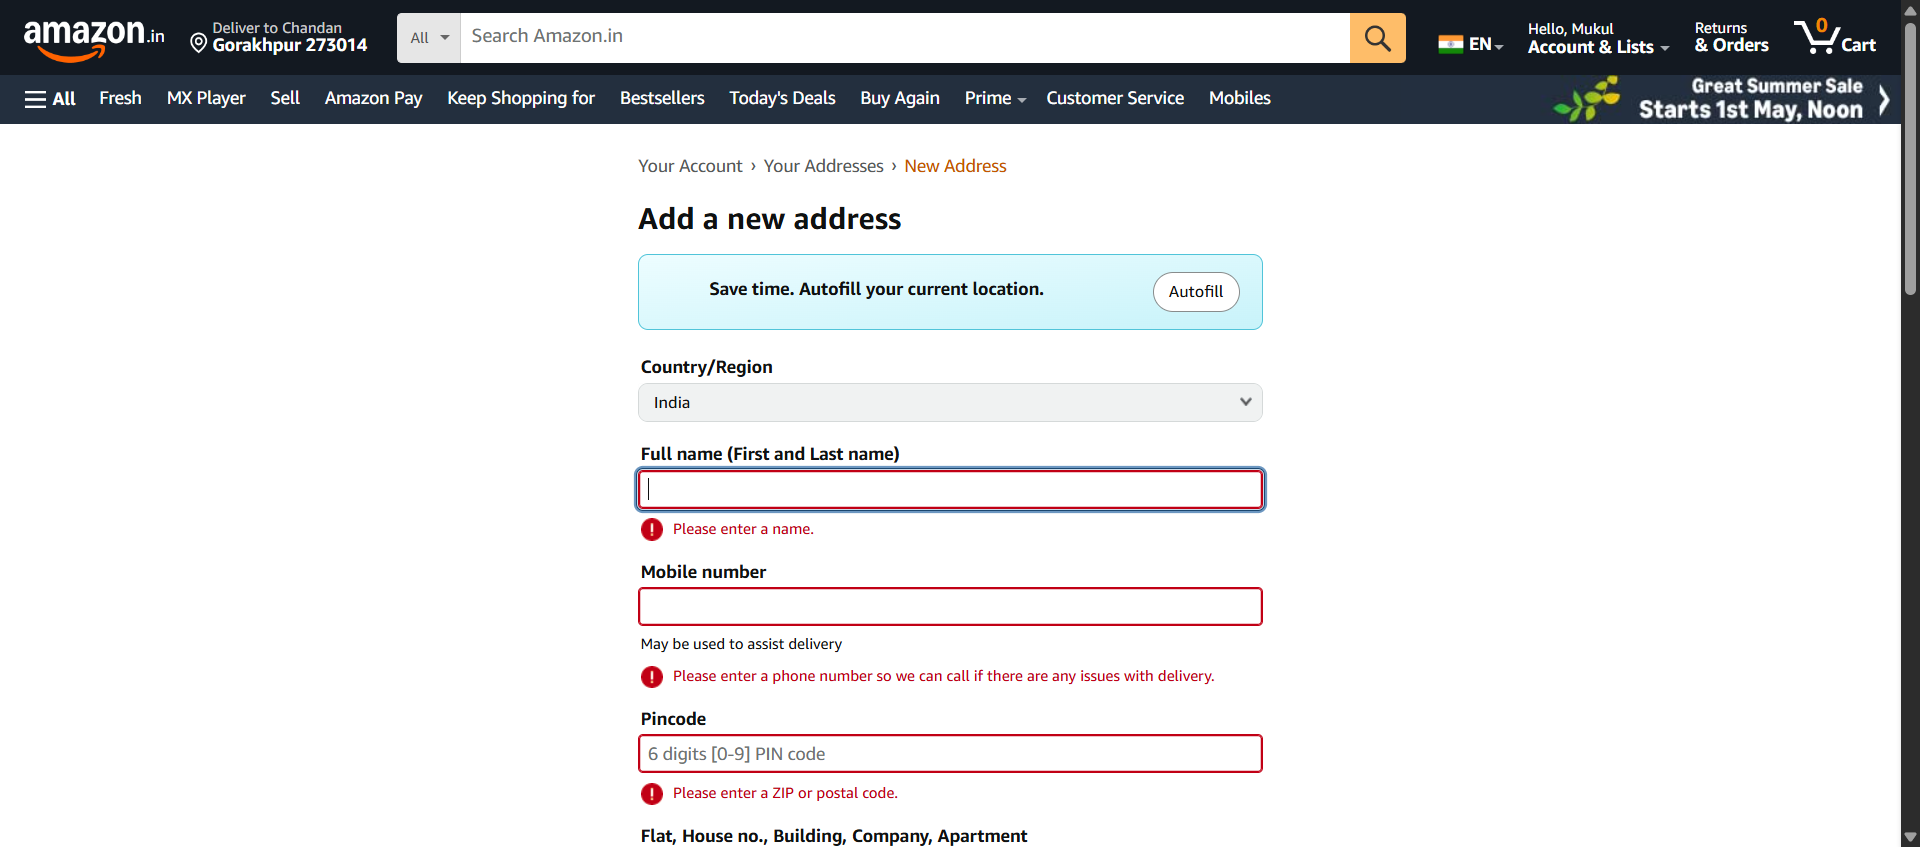 amazon.in
Deliver to Chandan
Gorakhpur 273014
All
Search Amazon.in
EN
Hello, Mukul
Account & Lists
Returns
& Orders
0
Cart
All
Fresh
MX Player
Sell
Amazon Pay
Keep Shopping for
Bestsellers
Today's Deals
Buy Again
Prime
Customer Service
Mobiles
Great Summer Sale
Starts 1st May, Noon
Your Account › Your Addresses › New Address
Add a new address
Save time. Autofill your current location.
Autofill
Country/Region
India
Full name (First and Last name)
Please enter a name.
Mobile number
May be used to assist delivery
Please enter a phone number so we can call if there are any issues with delivery.
Pincode
6 digits [0-9] PIN code
Please enter a ZIP or postal code.
Flat, House no., Building, Company, Apartment